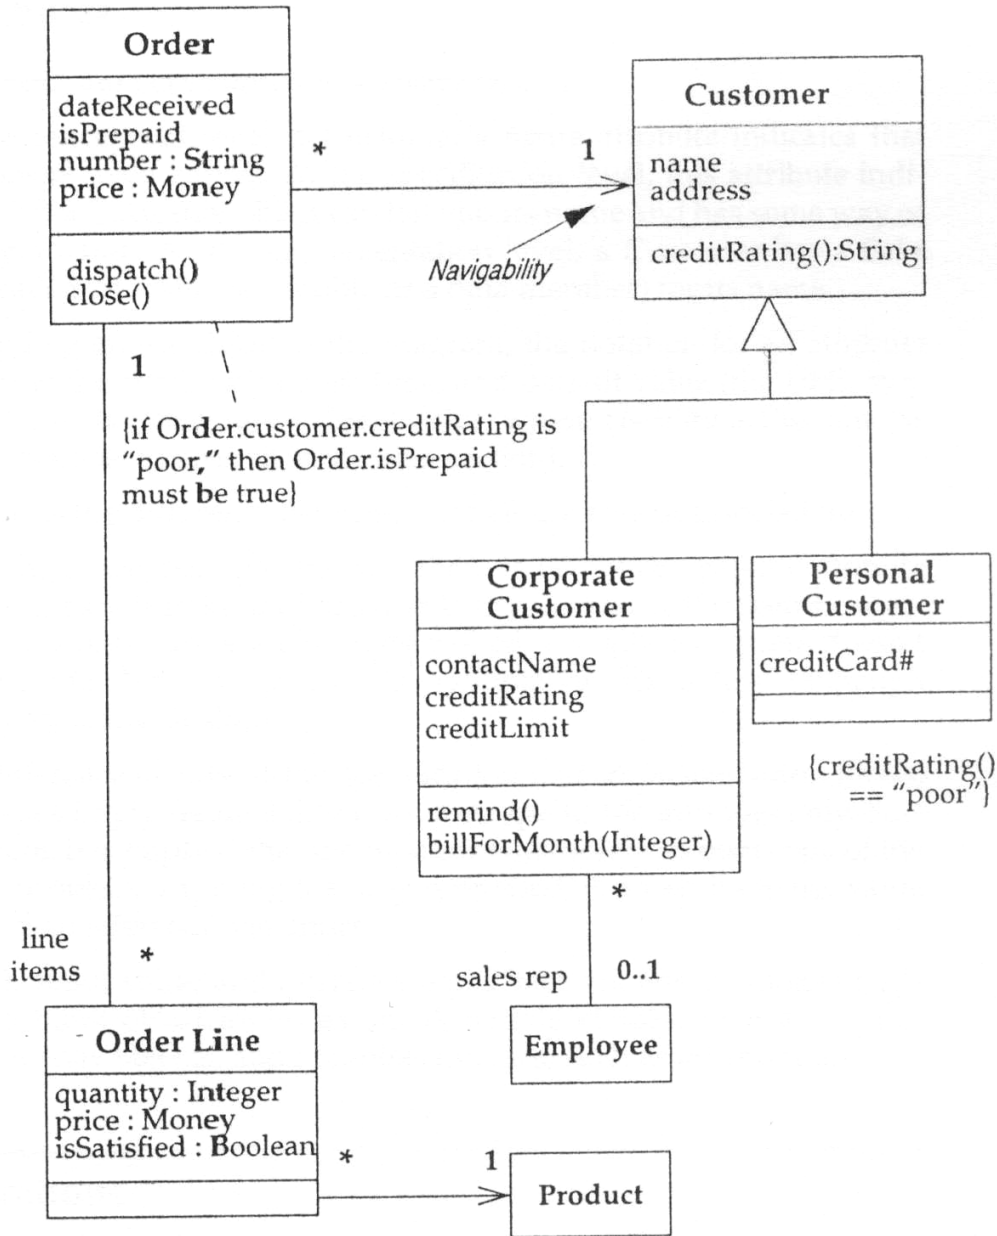 Order
dateReceived
isPrepaid
number : String
price : Money
dispatch()
close()
*
1
Customer
name
address
creditRating():String
Navigability
1
{if Order.customer.creditRating is
“poor,” then Order.isPrepaid
must be true}
Corporate
Customer
contactName
creditRating
creditLimit
remind()
billForMonth(Integer)
Personal
Customer
creditCard#
{creditRating()
== “poor”}
*
line
items
*
sales rep
0..1
Employee
Order Line
quantity : Integer
price : Money
isSatisfied : Boolean
*
1
Product